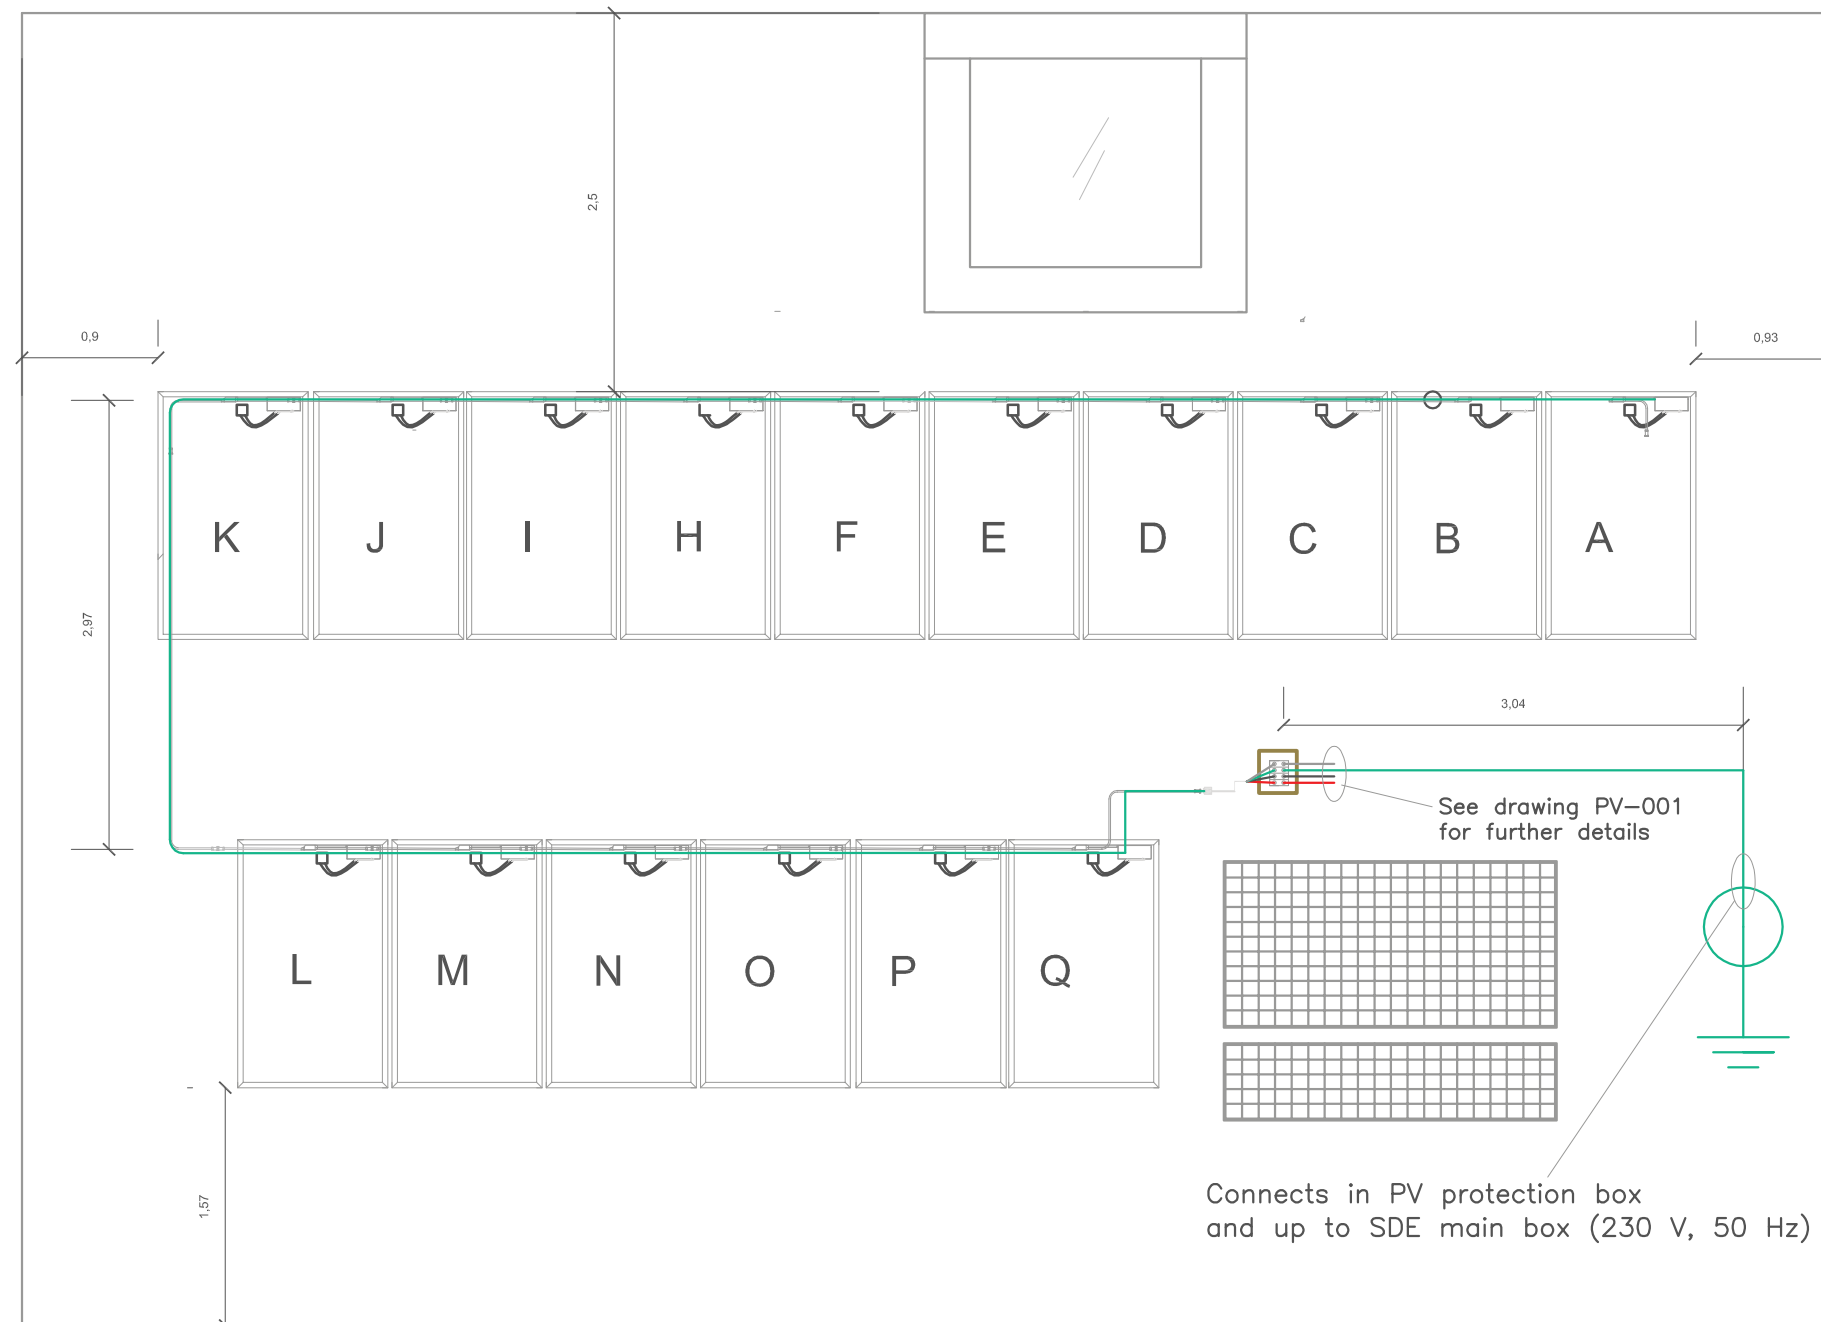 2,5
0,9
0,93
K J I H F E D C B A
2,97
3,04
See drawing PV-001
for further details
L M N O P Q
1,57
Connects in PV protection box
and up to SDE main box (230 V, 50 Hz)